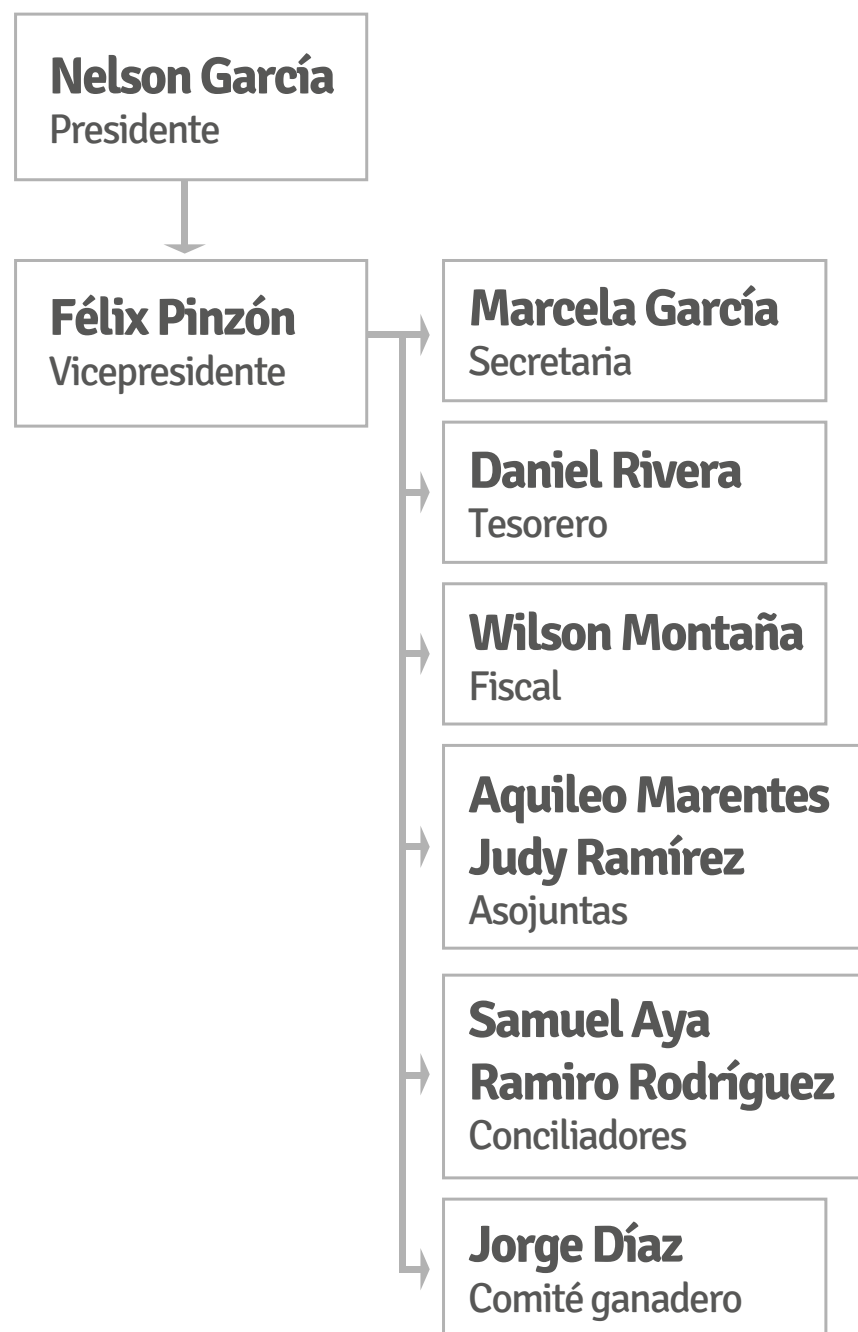 Nelson García
Presidente
Félix Pinzón
Vicepresidente
Marcela García
Secretaria
Daniel Rivera
Tesorero
Wilson Montaña
Fiscal
Aquileo Marentes
Judy Ramírez
Asojuntas
Samuel Aya
Ramiro Rodríguez
Conciliadores
Jorge Díaz
Comité ganadero